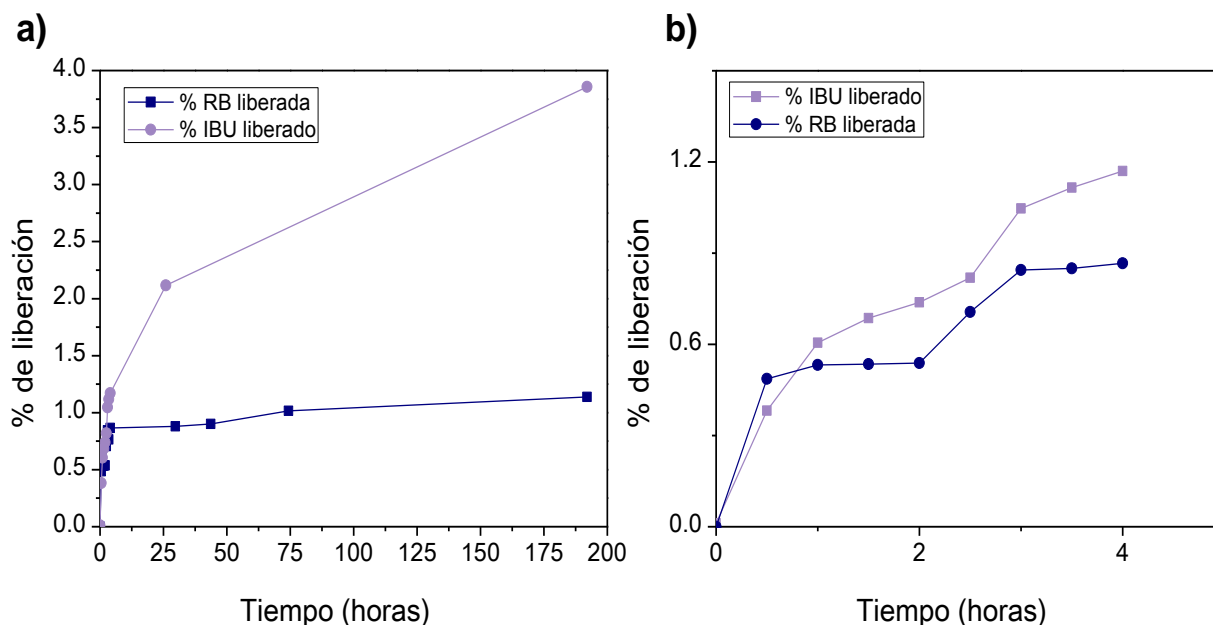 a)
4.0
3.5
3.0
2.5
2.0
1.5
1.0
0.5
0.0
% de liberación
% RB liberada
% IBU liberado
0 25 50 75 100 125 150 175 200
Tiempo (horas)
b)
1.2
0.6
0.0
% de liberación
% IBU liberado
% RB liberada
0 2 4
Tiempo (horas)